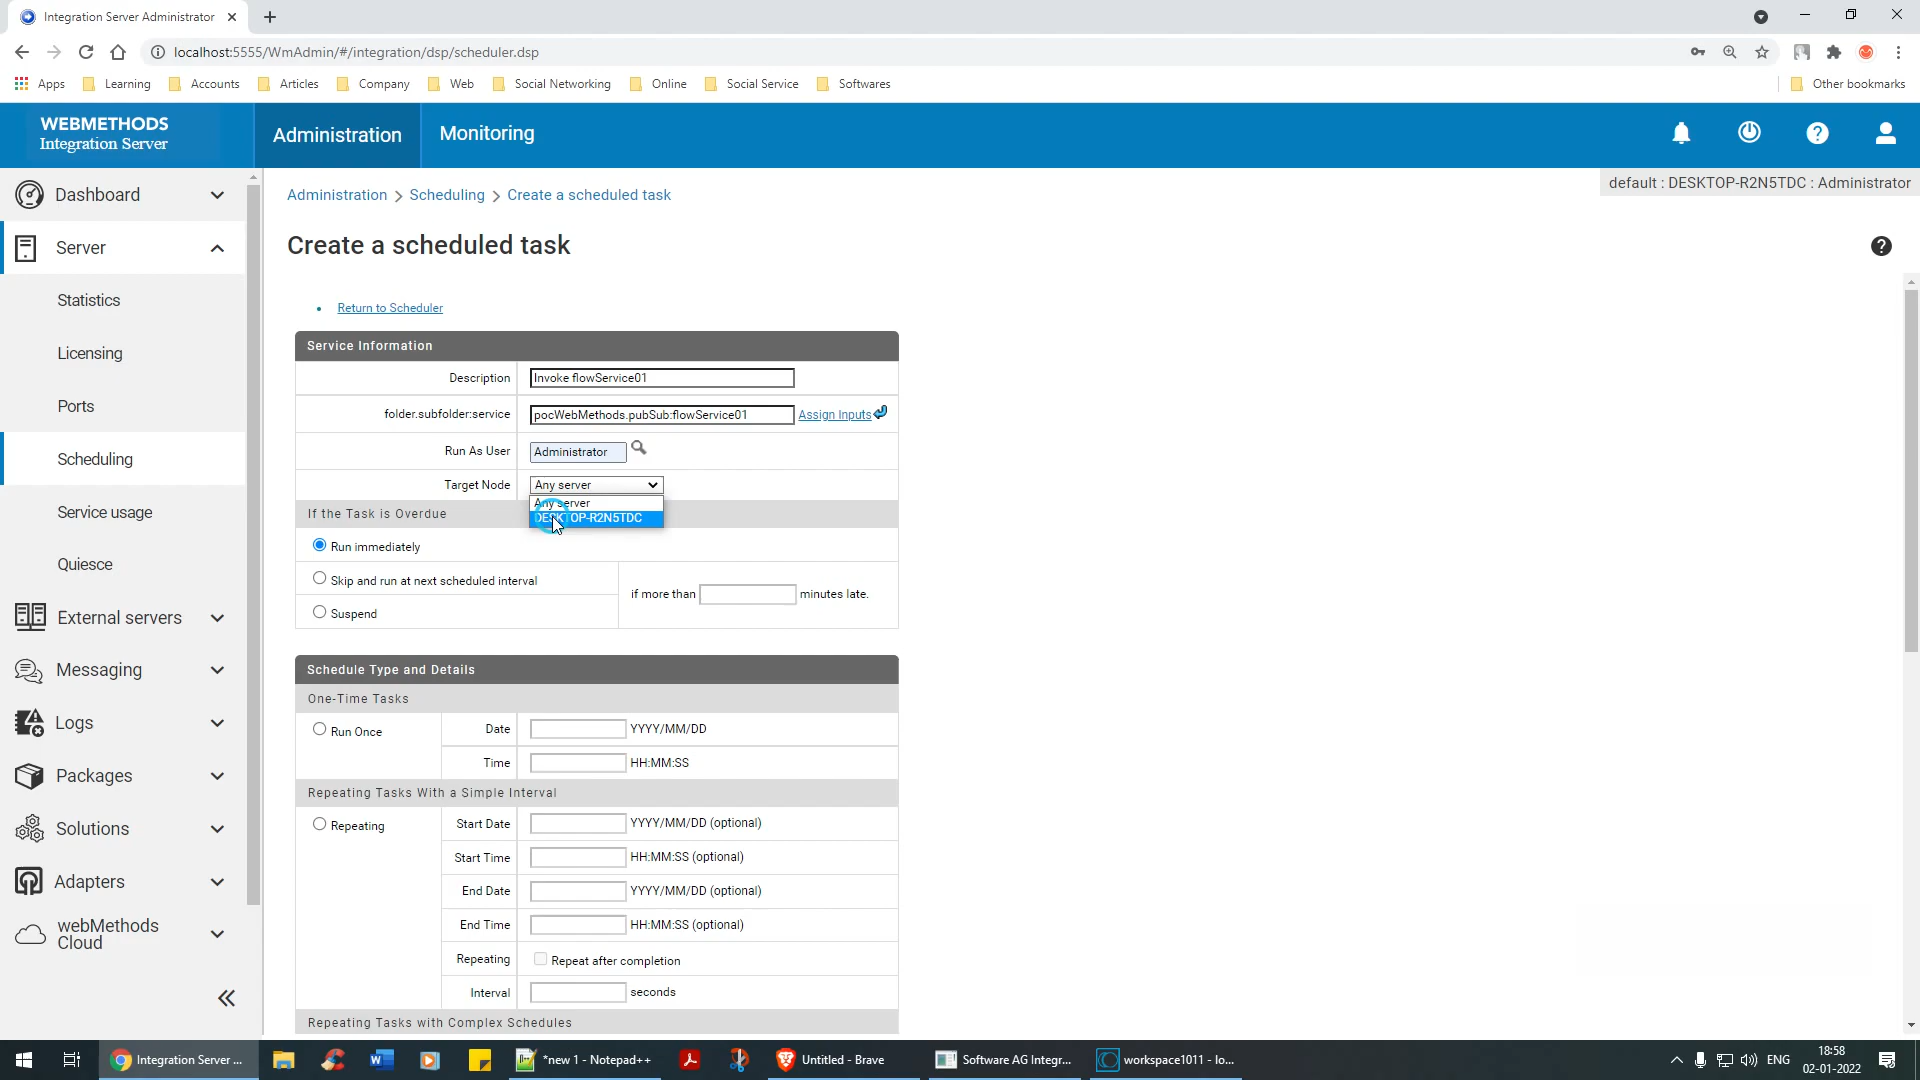 Integration Server Administrator
localhost:5555/WmAdmin/#/integration/dsp/scheduler.dsp
Apps Learning Accounts Articles Company Web Social Networking Online Social Service Softwares Other bookmarks
WEBMETHODS
Integration Server
Administration Monitoring
default : DESKTOP-R2N5TDC : Administrator
Dashboard
Server
Statistics
Licensing
Ports
Scheduling
Service usage
Quiesce
External servers
Messaging
Logs
Packages
Solutions
Adapters
webMethods
Cloud
Administration > Scheduling > Create a scheduled task
Create a scheduled task
Return to Scheduler
Service Information
Description Invoke flowService01
folder.subfolder:service pocWebMethods.pubSub:flowService01 Assign Inputs
Run As User Administrator
Target Node Any server
Any server
DESKTOP-R2N5TDC
If the Task is Overdue
Run immediately
Skip and run at next scheduled interval
if more than minutes late.
Suspend
Schedule Type and Details
One-Time Tasks
Run Once Date YYYY/MM/DD
Time HH:MM:SS
Repeating Tasks With a Simple Interval
Repeating Start Date YYYY/MM/DD (optional)
Start Time HH:MM:SS (optional)
End Date YYYY/MM/DD (optional)
End Time HH:MM:SS (optional)
Repeating Repeat after completion
Interval seconds
Repeating Tasks with Complex Schedules
Integration Server ...
*new 1 - Notepad++
Untitled - Brave
Software AG Integr...
workspace1011 - Io...
ENG
18:58
02-01-2022